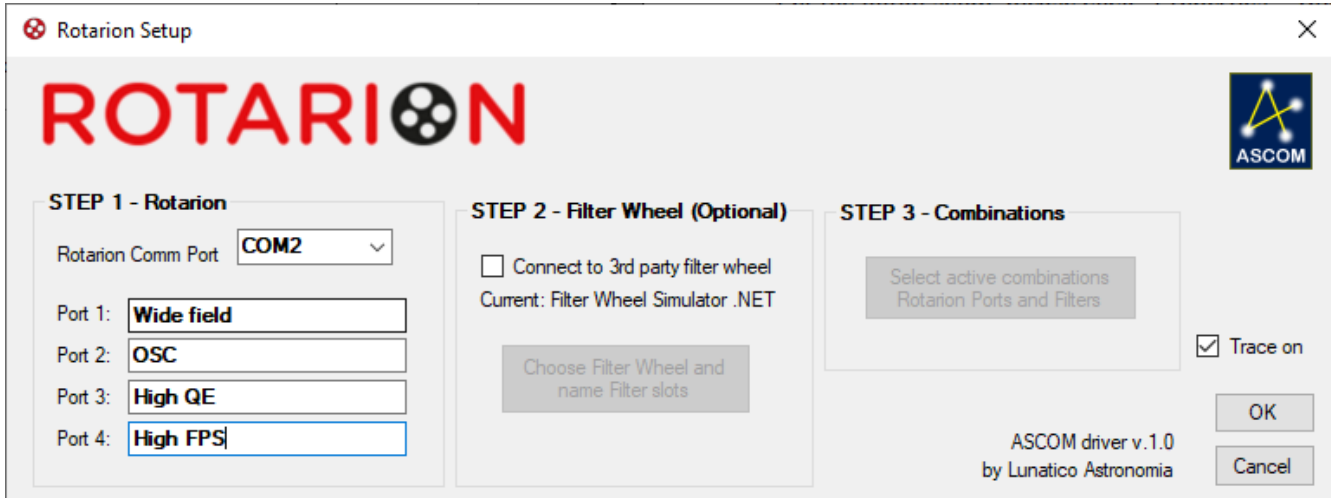 Rotarion Setup
ROTARION
ASCOM
STEP 1 - Rotarion
Rotarion Comm Port COM2
Port 1: Wide field
Port 2: OSC
Port 3: High QE
Port 4: High FPS
STEP 2 - Filter Wheel (Optional)
Connect to 3rd party filter wheel
Current: Filter Wheel Simulator .NET
Choose Filter Wheel and
name Filter slots
STEP 3 - Combinations
Select active combinations
Rotarion Ports and Filters
Trace on
OK
ASCOM driver v.1.0
by Lunatico Astronomia
Cancel